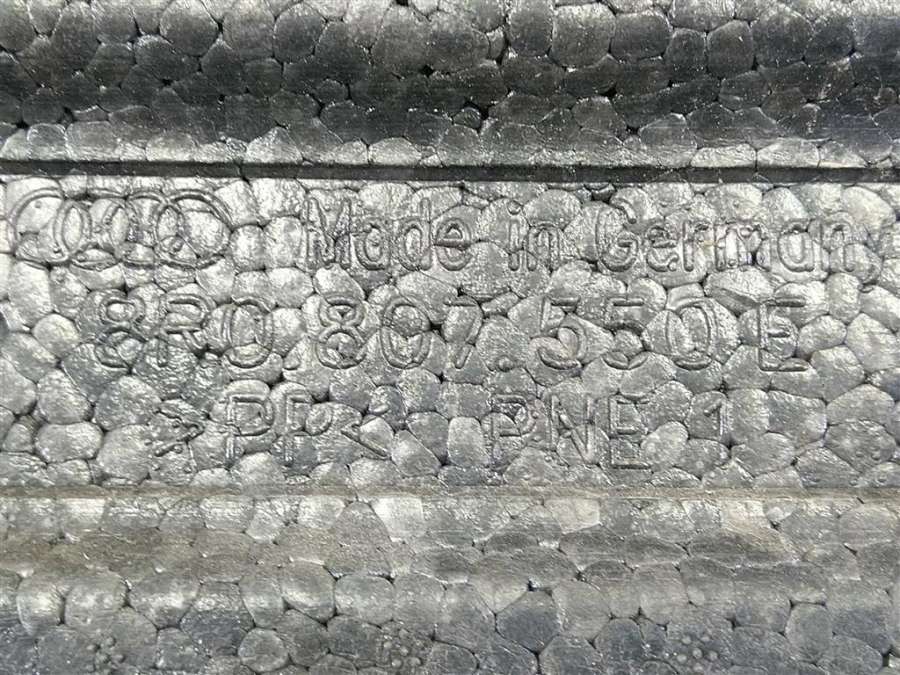 Made in Germany
8R0.807.550 E
>PP< PNE 1